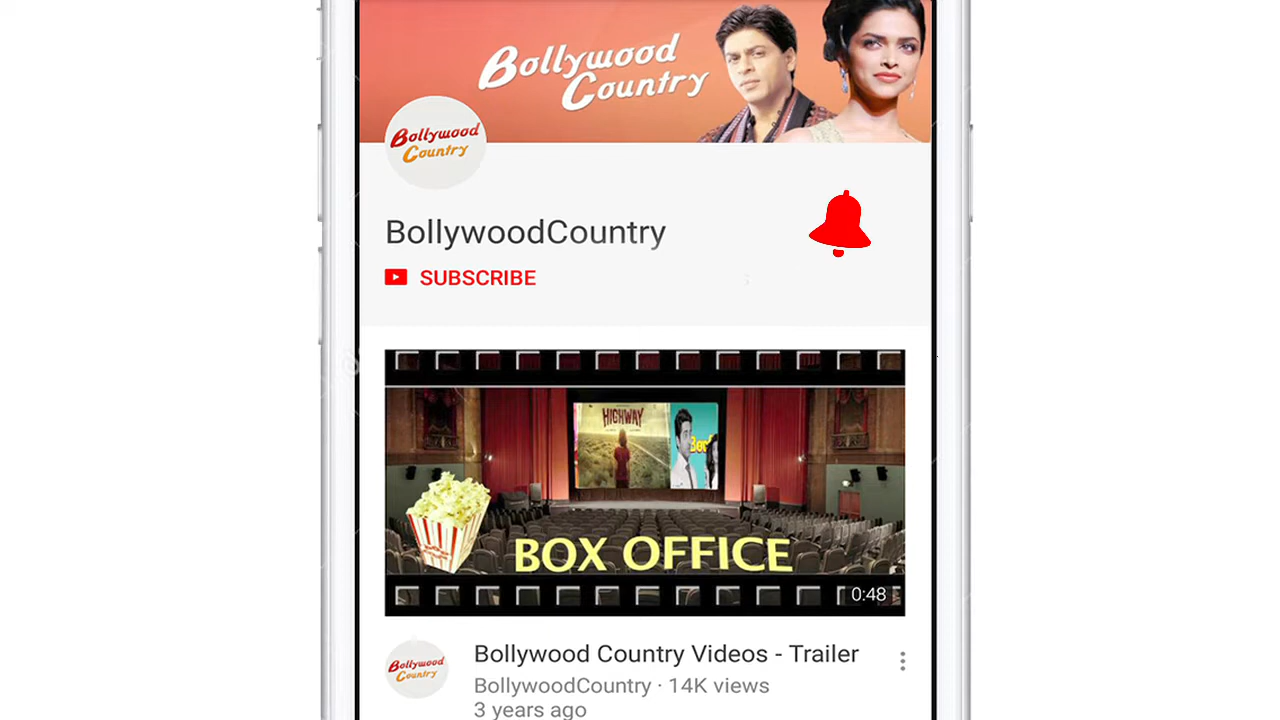 Bollywood
Country
Bollywood
Country
BollywoodCountry
SUBSCRIBE
HIGHWAY
BOX OFFICE
0:48
Bollywood
Country
Bollywood Country Videos - Trailer
BollywoodCountry · 14K views
3 years ago